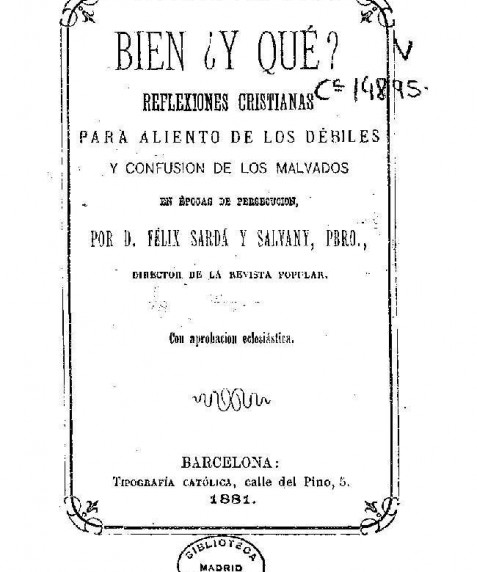 BIEN ¿Y QUÉ?
V
Cª 14895.
REFLEXIONES CRISTIANAS
PARA ALIENTO DE LOS DÉBILES
Y CONFUSION DE LOS MALVADOS
EN ÉPOCAS DE PERSECUCION,
POR D. FÉLIX SARDÁ Y SALVANY, PBRO.,
DIRECTOR DE LA REVISTA POPULAR.
Con aprobacion eclesiástica.
BARCELONA:
TIPOGRAFÍA CATÓLICA, calle del Pino, 5.
1881.
BIBLIOTECA
MADRID